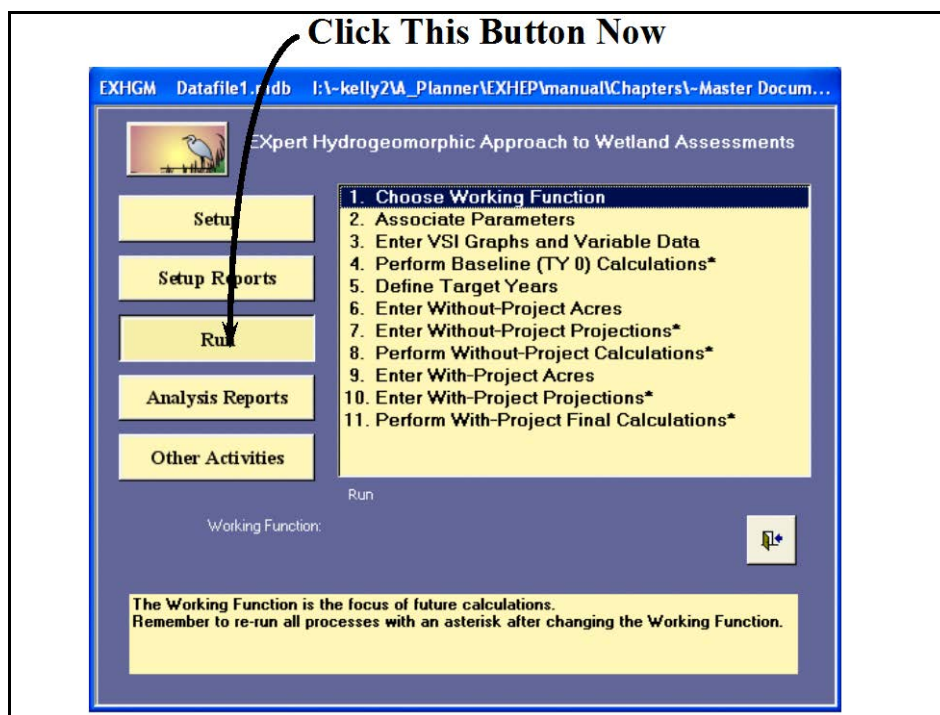 Click This Button Now
EXHGM Datafile1.mdb I:\~kelly2\A_Planner\EXHEP\manual\Chapters\~Master Docum...
EXpert Hydrogeomorphic Approach to Wetland Assessments
Setup
Setup Reports
Run
Analysis Reports
Other Activities
1. Choose Working Function
2. Associate Parameters
3. Enter VSI Graphs and Variable Data
4. Perform Baseline (TY 0) Calculations*
5. Define Target Years
6. Enter Without-Project Acres
7. Enter Without-Project Projections*
8. Perform Without-Project Calculations*
9. Enter With-Project Acres
10. Enter With-Project Projections*
11. Perform With-Project Final Calculations*
Run
Working Function:
The Working Function is the focus of future calculations.
Remember to re-run all processes with an asterisk after changing the Working Function.